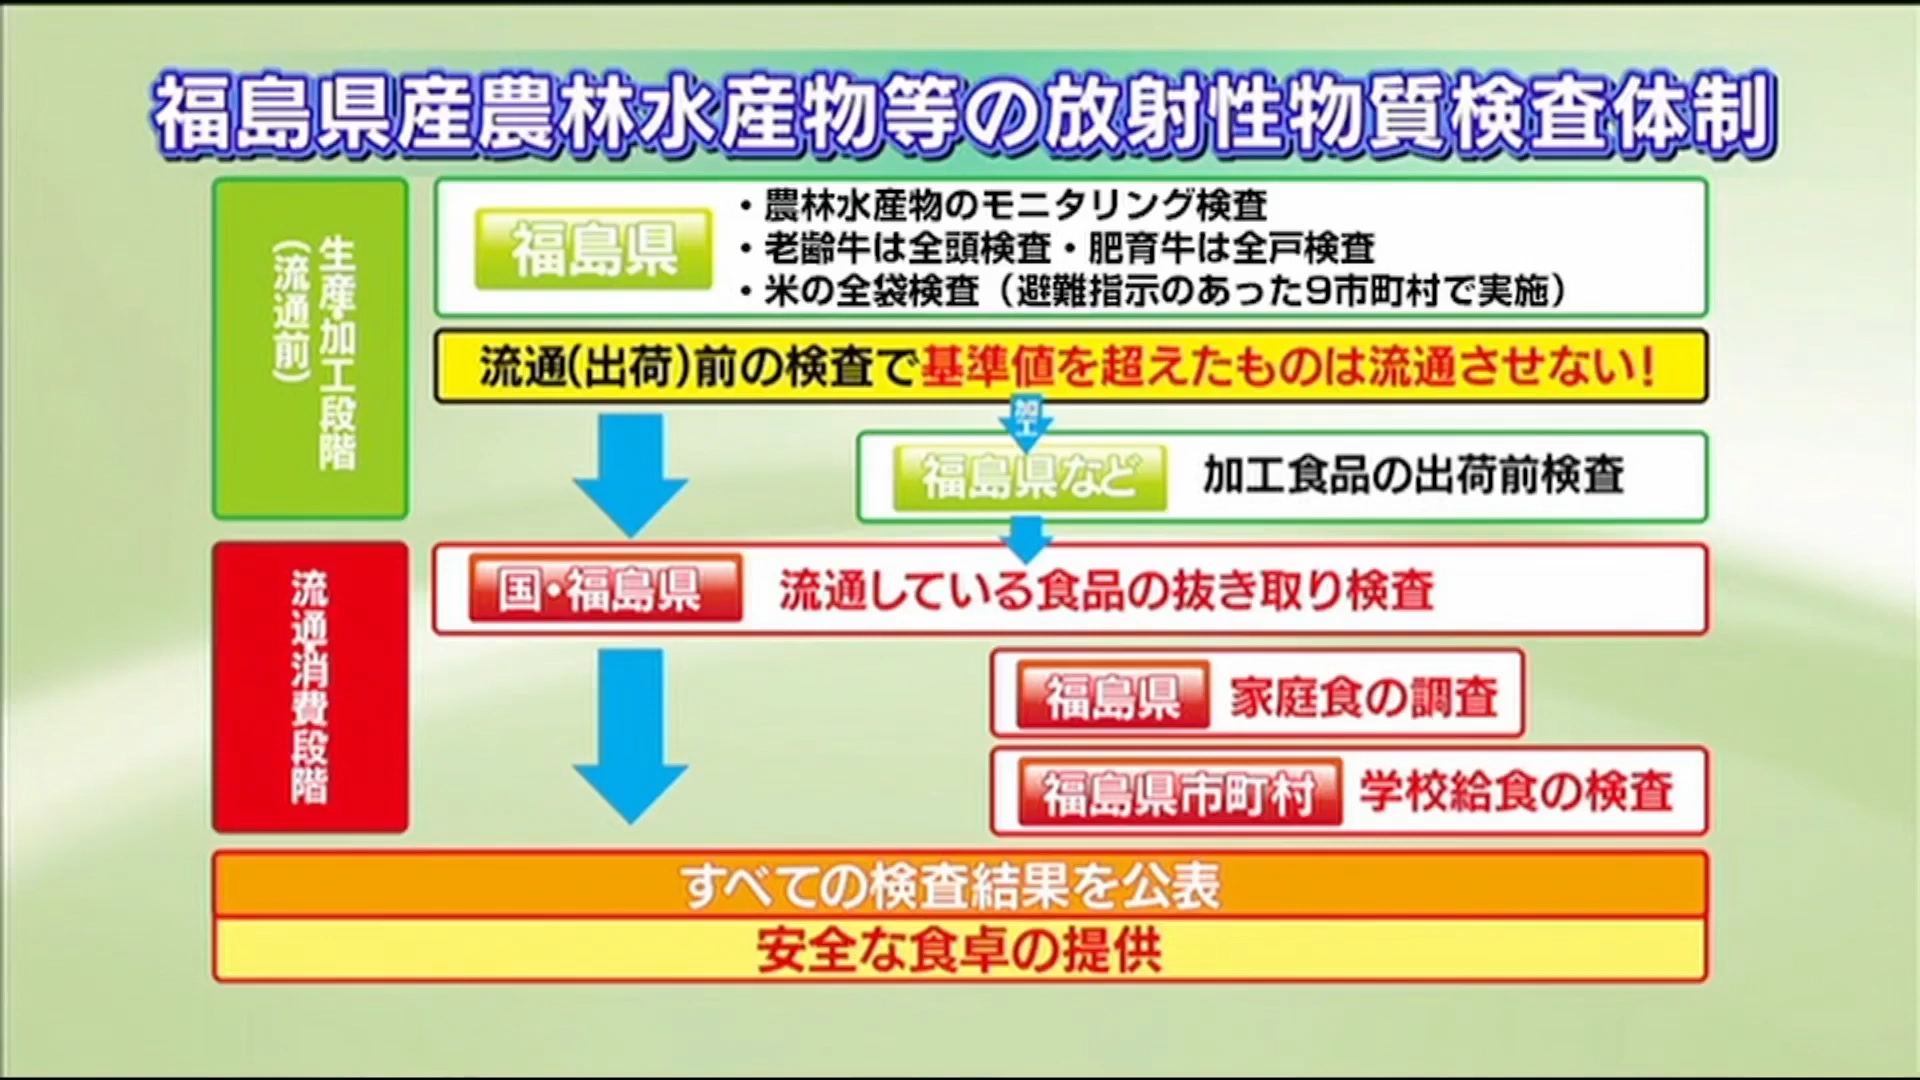 福島県産農林水産物等の放射性物質検査体制
生産・加工段階
(流通前)
福島県
・農林水産物のモニタリング検査
・老齢牛は全頭検査・肥育牛は全戸検査
・米の全袋検査（避難指示のあった9市町村で実施）
流通(出荷)前の検査で基準値を超えたものは流通させない!
加工
福島県など 加工食品の出荷前検査
流通・消費段階
国・福島県 流通している食品の抜き取り検査
福島県 家庭食の調査
福島県市町村 学校給食の検査
すべての検査結果を公表
安全な食卓の提供